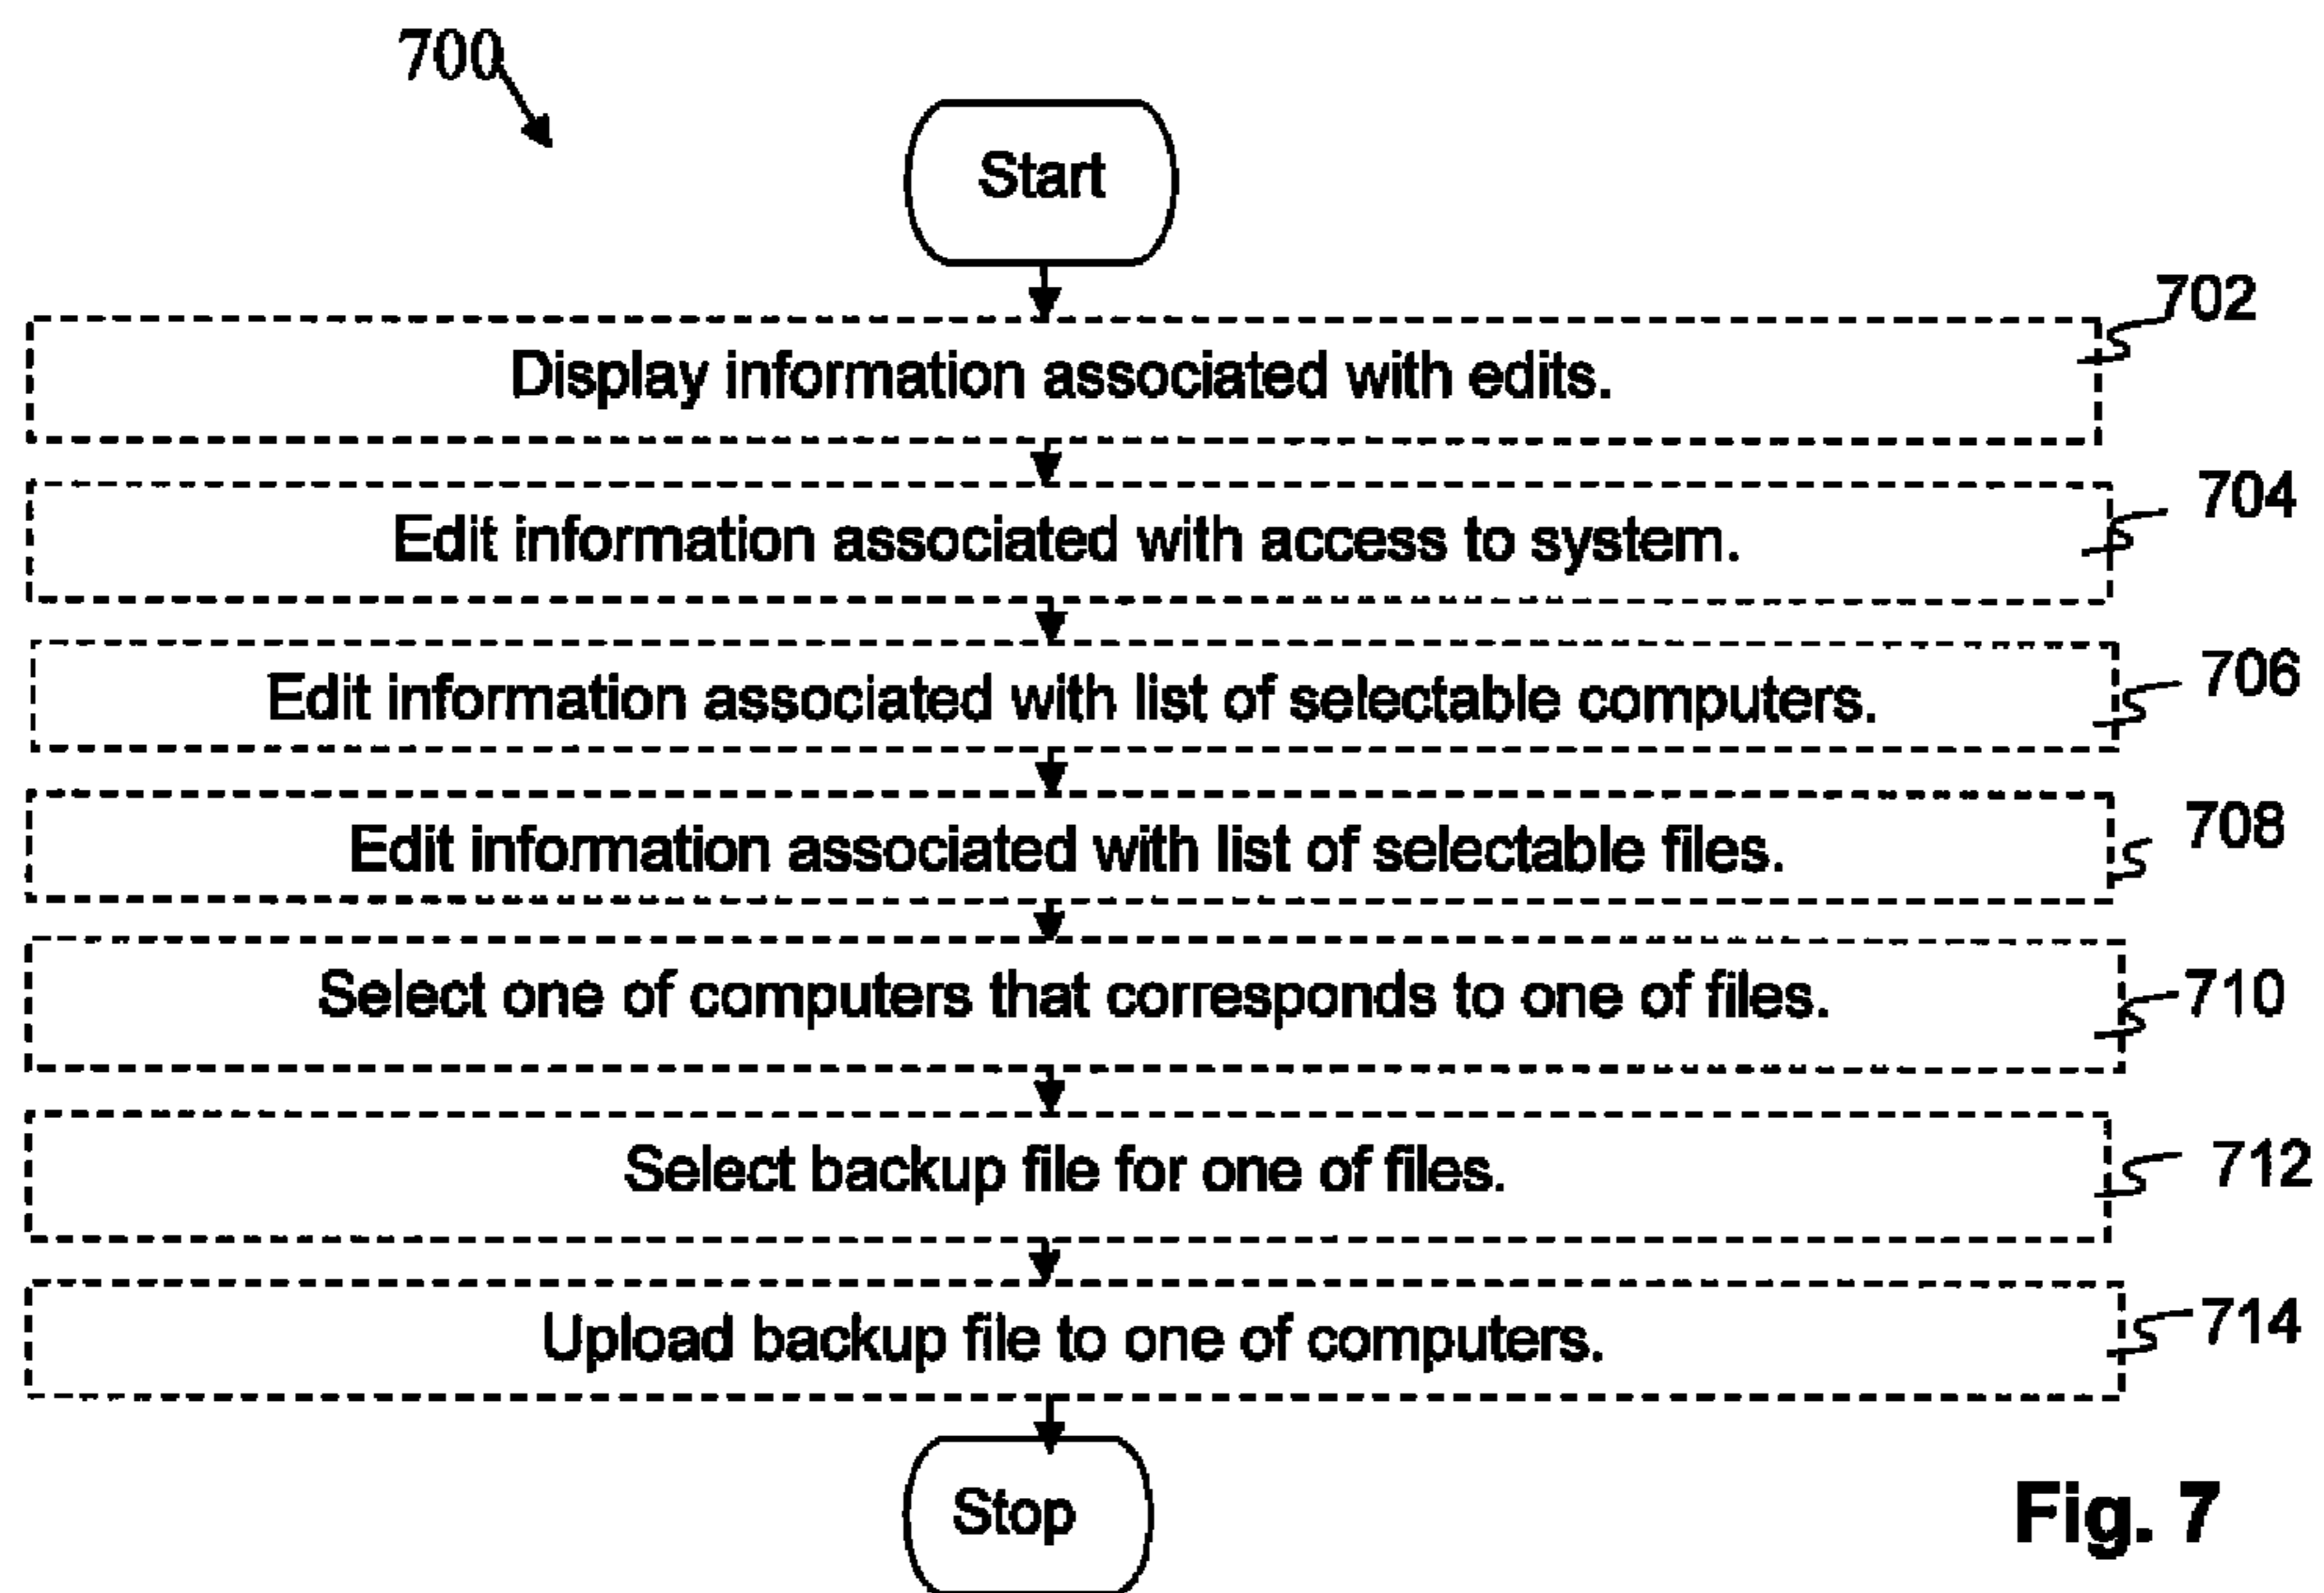 700
Start
702
Display information associated with edits.
704
Edit information associated with access to system.
706
Edit information associated with list of selectable computers.
708
Edit information associated with list of selectable files.
710
Select one of computers that corresponds to one of files.
712
Select backup file for one of files.
714
Upload backup file to one of computers.
Stop
Fig. 7